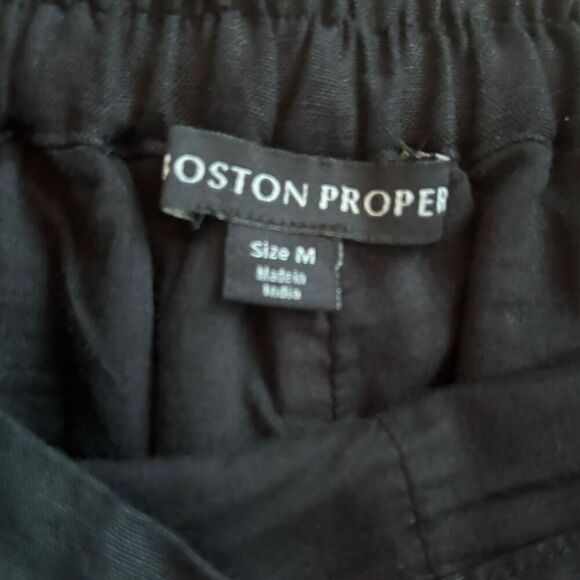 BOSTON PROPER
Size M
Made in
India